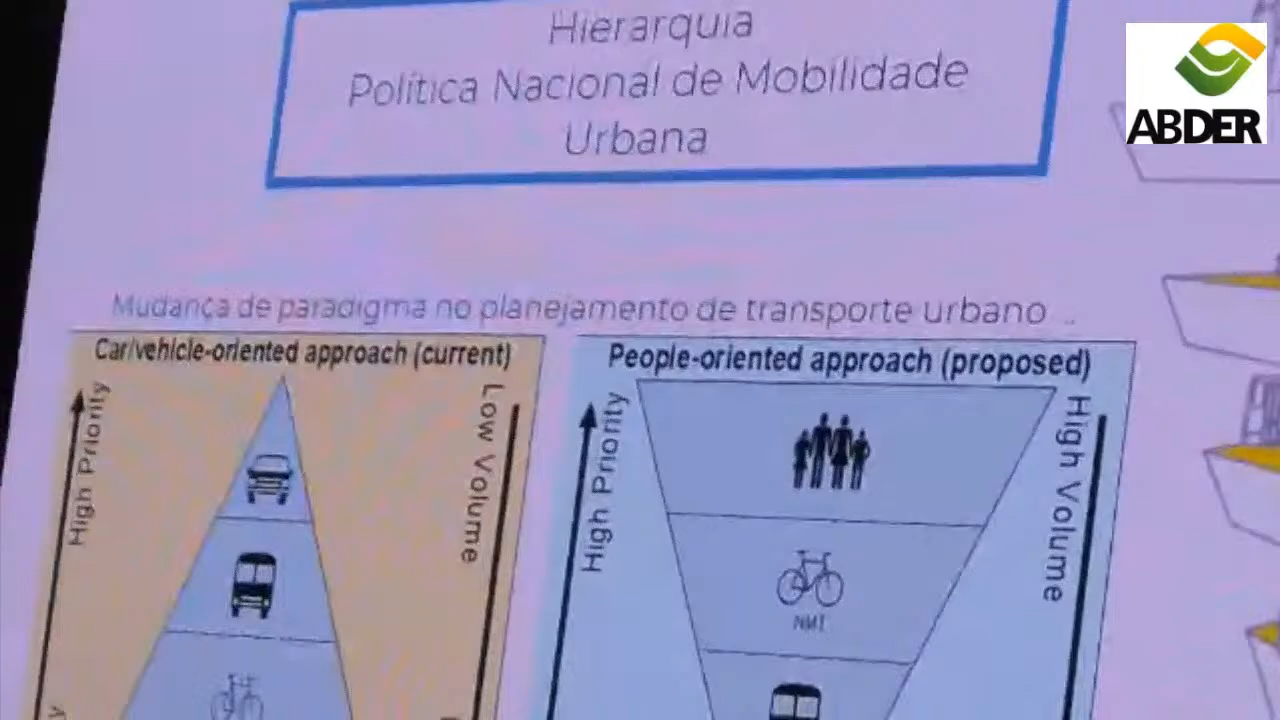 Hierarquia
Política Nacional de Mobilidade
Urbana
ABDER
Mudança de paradigma no planejamento de transporte urbano ..
Car/vehicle-oriented approach (current)
High Priority
Low Volume
People-oriented approach (proposed)
High Priority
High Volume
NMT